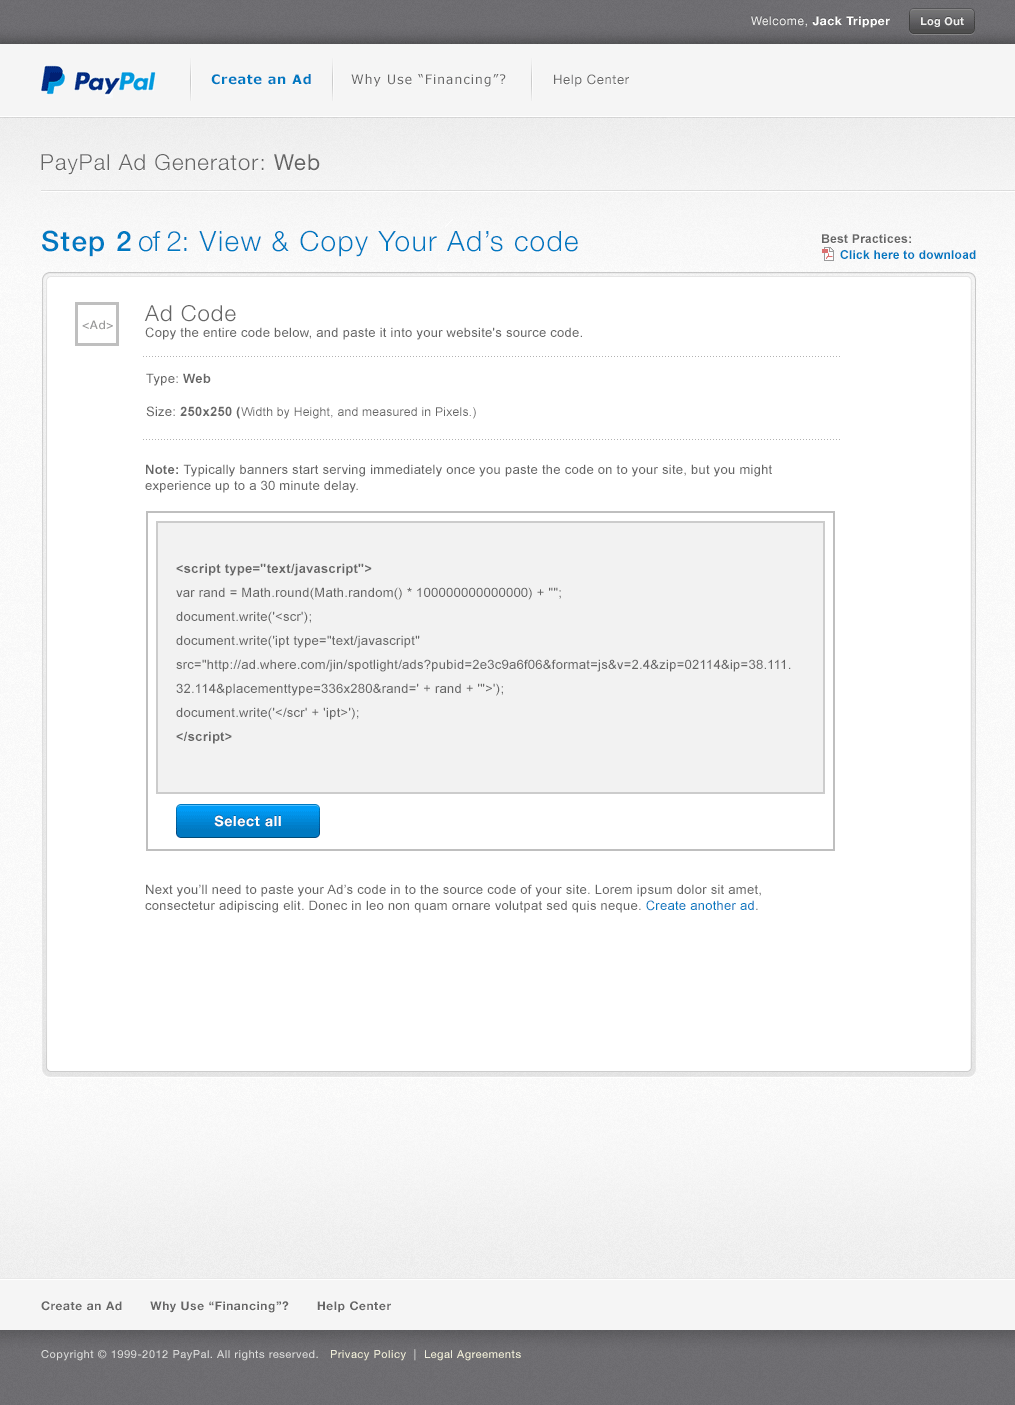 Welcome, Jack Tripper
Log Out
PayPal
Create an Ad
Why Use “Financing”?
Help Center
PayPal Ad Generator: Web
Step 2 of 2: View & Copy Your Ad’s code
Best Practices:
Click here to download
<Ad>
Ad Code
Copy the entire code below, and paste it into your website's source code.
Type: Web
Size: 250x250 (Width by Height, and measured in Pixels.)
Note: Typically banners start serving immediately once you paste the code on to your site, but you might
experience up to a 30 minute delay.
<script type="text/javascript">
var rand = Math.round(Math.random() * 100000000000000) + "";
document.write('<scr');
document.write('ipt type="text/javascript"
src="http://ad.where.com/jin/spotlight/ads?pubid=2e3c9a6f06&format=js&v=2.4&zip=02114&ip=38.111.
32.114&placementtype=336x280&rand=' + rand + '">');
document.write('</scr' + 'ipt>');
</script>
Select all
Next you’ll need to paste your Ad’s code in to the source code of your site. Lorem ipsum dolor sit amet,
consectetur adipiscing elit. Donec in leo non quam ornare volutpat sed quis neque. Create another ad.
Create an Ad
Why Use “Financing”?
Help Center
Copyright © 1999-2012 PayPal. All rights reserved. Privacy Policy | Legal Agreements